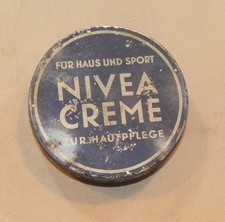 FÜR HAUS UND SPORT
NIVEA
CREME
ZUR HAUTPFLEGE